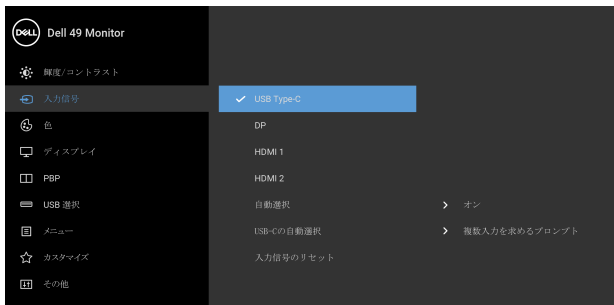 DELL Dell 49 Monitor
輝度/コントラスト
入力信号 USB Type-C
色 DP
ディスプレイ HDMI 1
PBP HDMI 2
USB 選択 自動選択 オン
メニュー USB-Cの自動選択 複数入力を求めるプロンプト
カスタマイズ 入力信号のリセット
その他